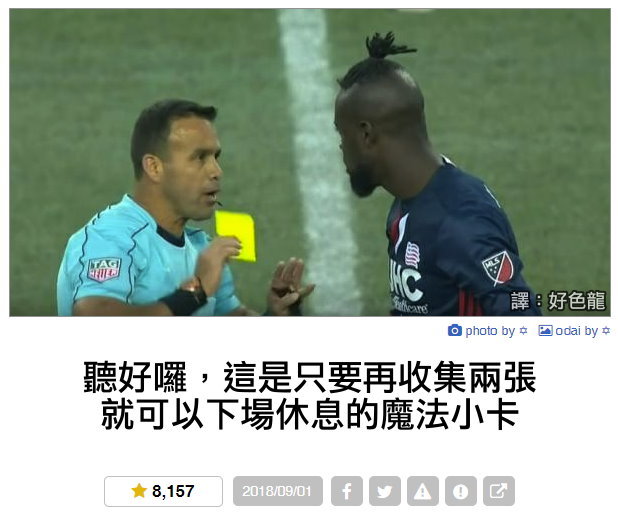 TAG
HEUER
UHC
MLS
譯：好色龍
photo by ✡ odai by ✡
聽好囉，這是只要再收集兩張
就可以下場休息的魔法小卡
8,157
2018/09/01